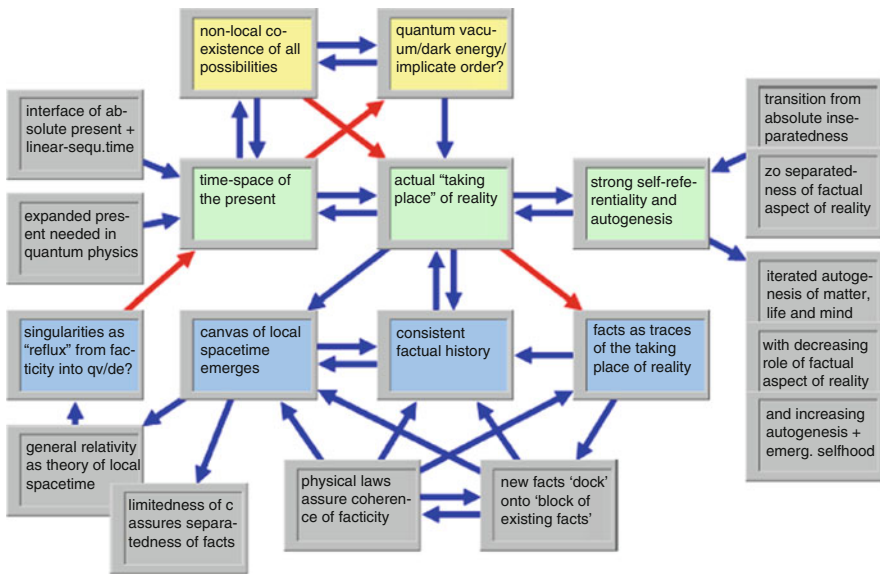 non-local co-
existence of all
possibilities
quantum vacu-
um/dark energy/
implicate order?
interface of ab-
solute present +
linear-sequ.time
transition from
absolute inse-
paratedness
time-space of
the present
actual “taking
place” of reality
strong self-refe-
rentiality and
autogenesis
zo separated-
ness of factual
aspect of reality
expanded pre-
sent needed in
quantum physics
iterated autoge-
nesis of matter,
life and mind
singularities as
“reflux” from fac-
ticity into qv/de?
canvas of local
spacetime
emerges
consistent
factual history
facts as traces
of the taking
place of reality
with decreasing
role of factual
aspect of reality
and increasing
autogenesis +
emerg. selfhood
general relativity
as theory of local
spacetime
limitedness of c
assures separa-
tedness of facts
physical laws
assure coheren-
ce of facticity
new facts ‘dock’
onto ‘block of
existing facts’